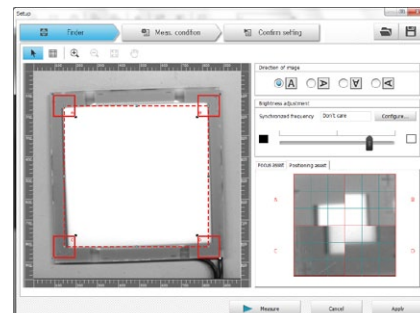 Setup
Finder
Meas. condition
Confirm setting
Direction of image
A
A
A
A
Brightness adjustment
Synchronized frequency
Don't care
Configure...
Focus assist
Positioning assist
A
B
C
D
Measure
Cancel
Apply